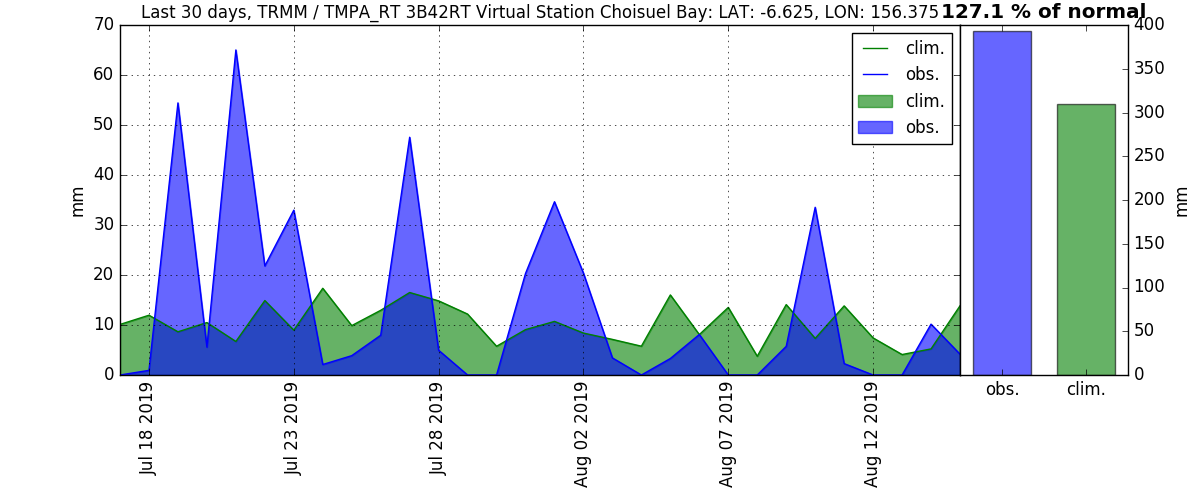 Last 30 days, TRMM / TMPA_RT 3B42RT Virtual Station Choisuel Bay: LAT: -6.625, LON: 156.375
127.1 % of normal
70
60
50
40
30
20
10
0
mm
clim.
obs.
clim.
obs.
Jul 18 2019
Jul 23 2019
Jul 28 2019
Aug 02 2019
Aug 07 2019
Aug 12 2019
400
350
300
250
200
150
100
50
0
mm
obs.
clim.